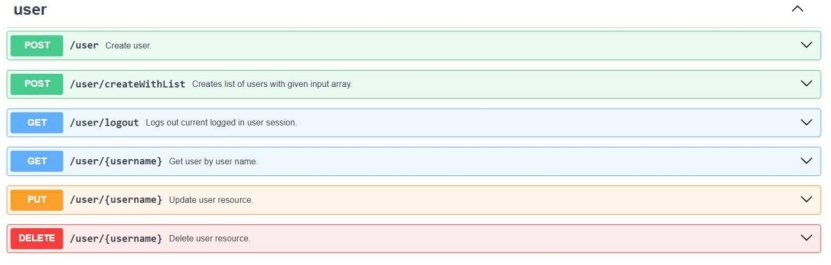 user
POST /user Create user.
POST /user/createWithList Creates list of users with given input array.
GET /user/logout Logs out current logged in user session.
GET /user/{username} Get user by user name.
PUT /user/{username} Update user resource.
DELETE /user/{username} Delete user resource.